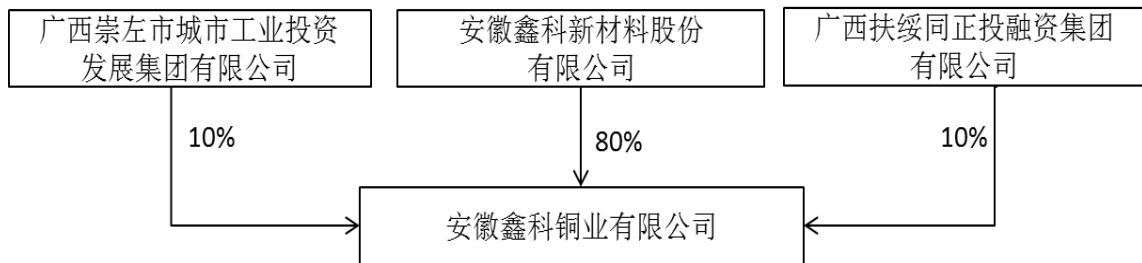 广西崇左市城市工业投资
发展集团有限公司
安徽鑫科新材料股份
有限公司
广西扶绥同正投融资集团
有限公司
10%
80%
10%
安徽鑫科铜业有限公司